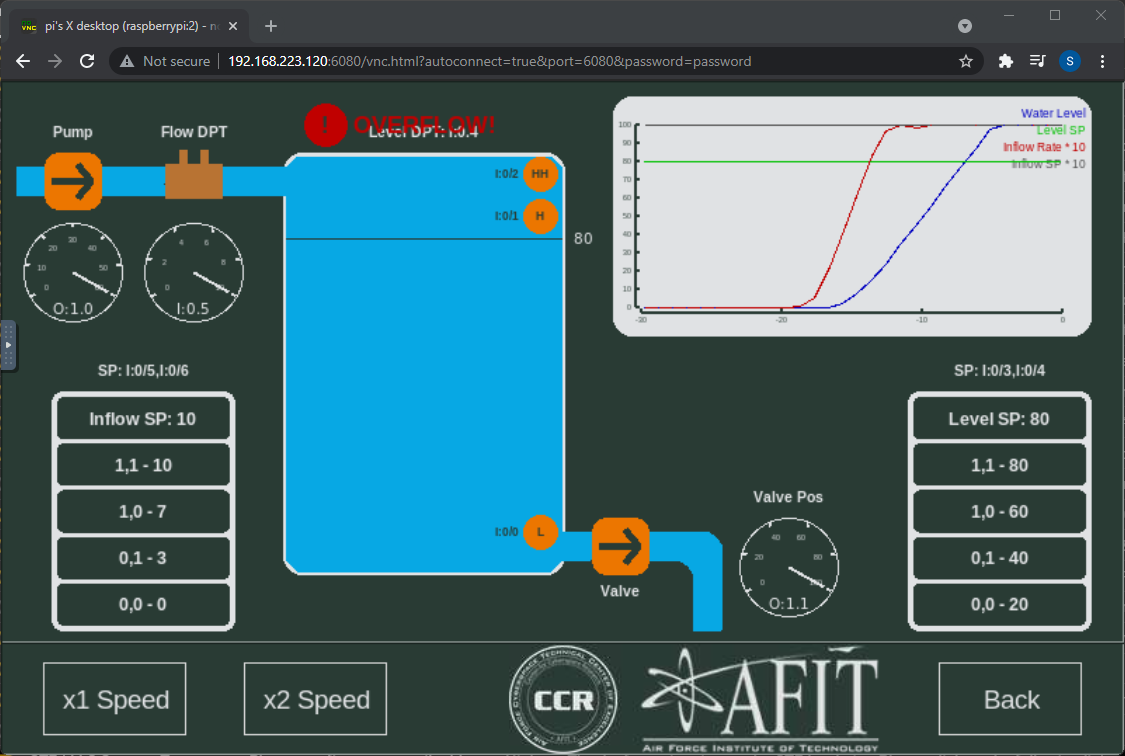 pi's X desktop (raspberrypi:2) - n
Not secure
192.168.223.120:6080/vnc.html?autoconnect=true&port=6080&password=password
S
Pump
Flow DPT
OVERFLOW!
Level DPT: I:0.4
I:0/2 HH
I:0/1 H
80
0 10 20 30 40 50
O:1.0
0 2 4 6 8
I:0.5
Water Level
Level SP
Inflow Rate * 10
Inflow SP * 10
100
90
80
70
60
50
40
30
20
10
0
-30 -20 -10 0
SP: I:0/5,I:0/6
Inflow SP: 10
1,1 - 10
1,0 - 7
0,1 - 3
0,0 - 0
I:0/0 L
Valve
Valve Pos
0 20 40 60 80 100
O:1.1
SP: I:0/3,I:0/4
Level SP: 80
1,1 - 80
1,0 - 60
0,1 - 40
0,0 - 20
x1 Speed
x2 Speed
AIR FORCE CYBERSPACE TECHNICAL CENTER OF EXCELLENCE
CCR
AFIT
AFIT
AIR FORCE INSTITUTE OF TECHNOLOGY
Back